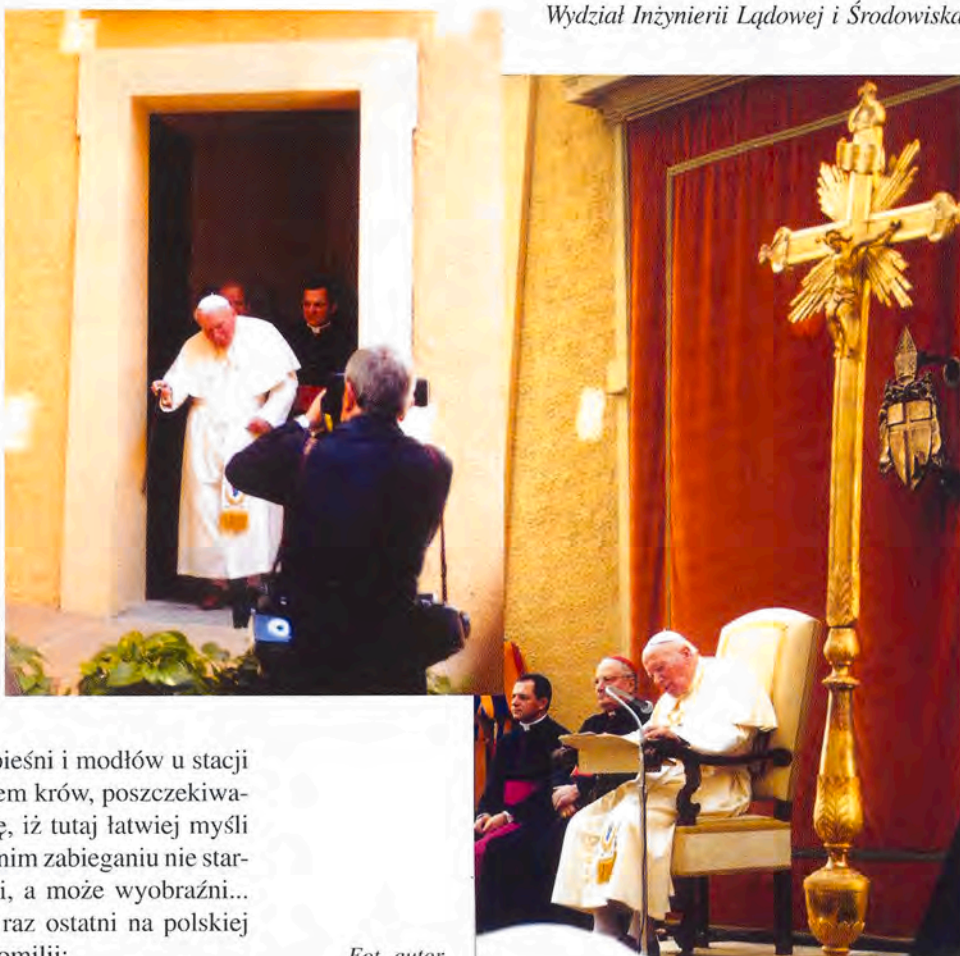 Wydział Inżynierii Lądowej i Środowiska
pieśni i modłów u stacji
em krów, poszczekiwa-
ę, iż tutaj łatwiej myśli
nim zabieganiu nie star-
i, a może wyobraźni...
raz ostatni na polskiej
omilii:
Fot. autor